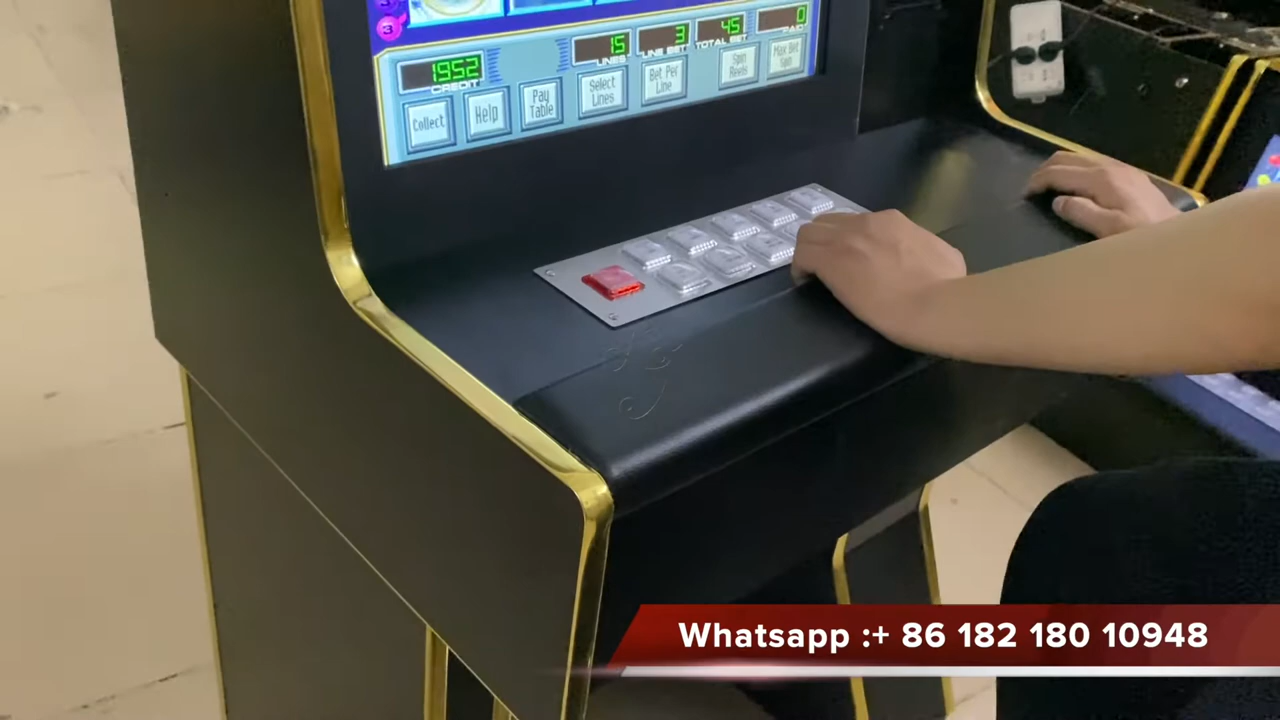 3
1952
CREDIT
15
LINES
3
LINE BET
45
TOTAL BET
0
PAID
Collect
Help
Pay
Table
Select
Lines
Bet Per
Line
Spin
Reels
Max Bet
Spin
Whatsapp :+ 86 182 180 10948